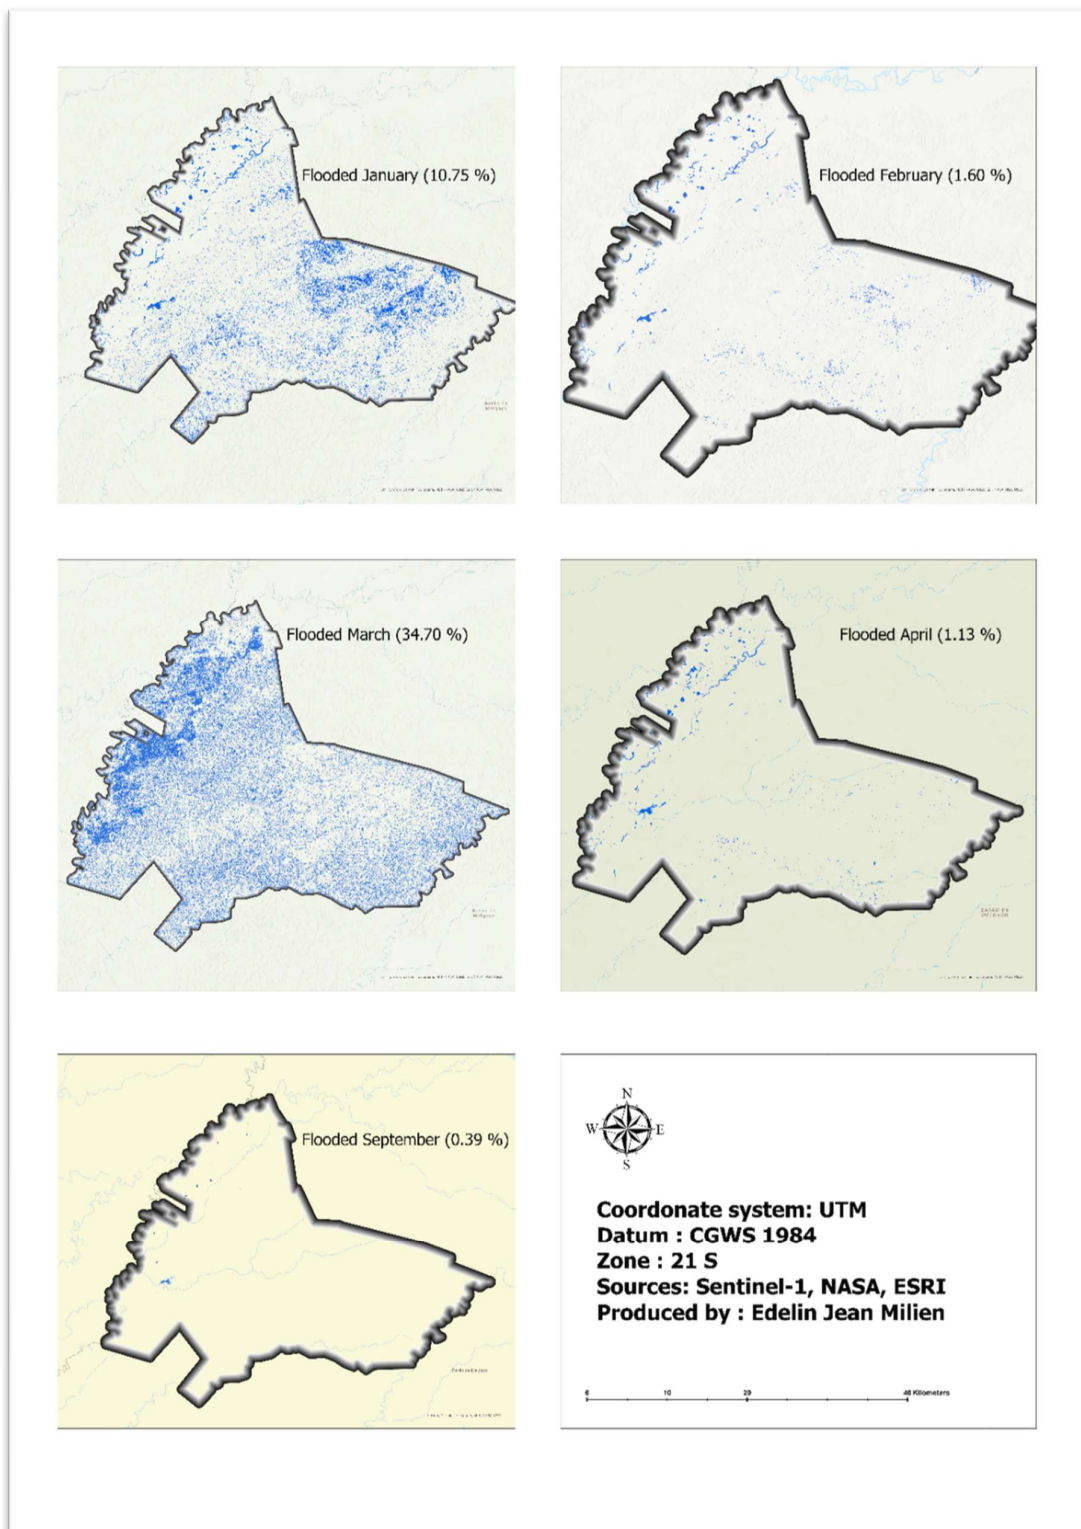 Flooded January (10.75 %)
Flooded February (1.60 %)
Flooded March (34.70 %)
Flooded April (1.13 %)
Flooded September (0.39 %)
N
W E
S
Coordonate system: UTM
Datum : CGWS 1984
Zone : 21 S
Sources: Sentinel-1, NASA, ESRI
Produced by : Edelin Jean Milien
0 10 20 40 Kilometers